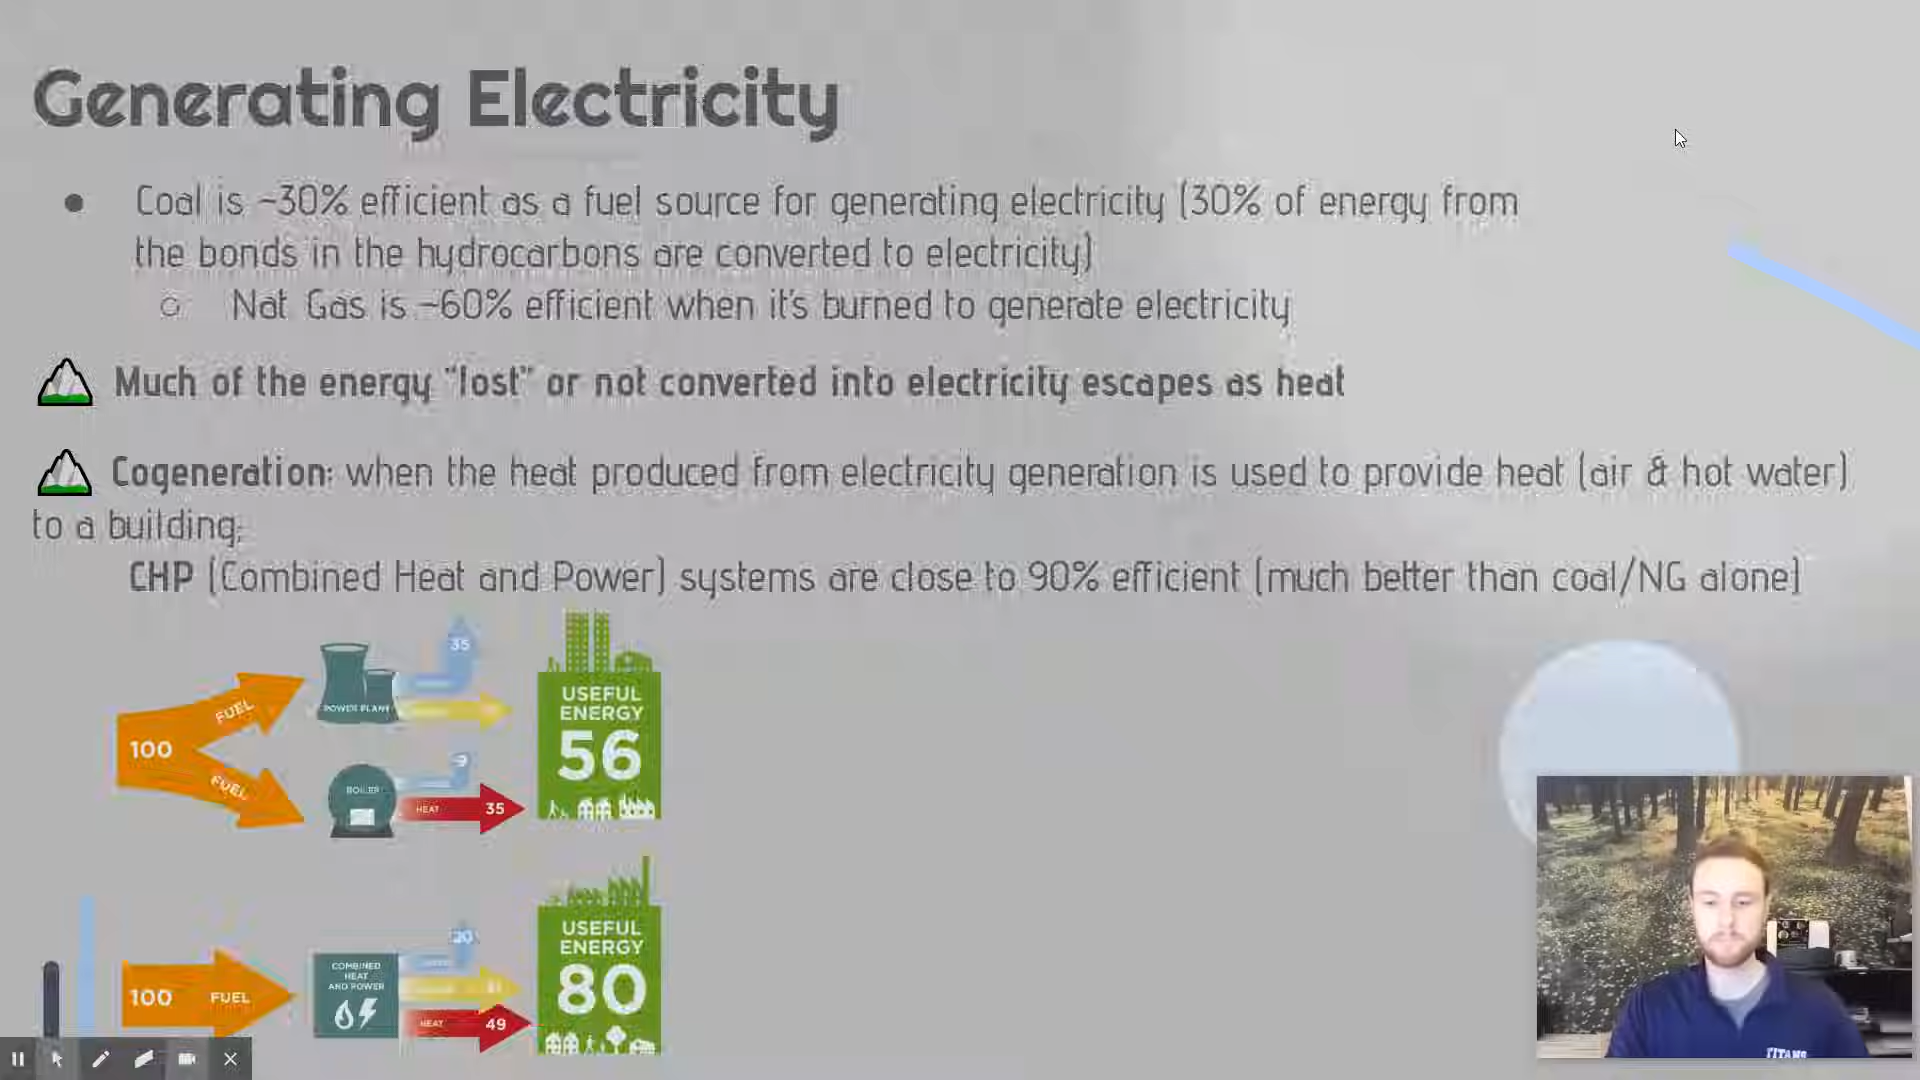 Generating Electricity
● Coal is ~30% efficient as a fuel source for generating electricity (30% of energy from
the bonds in the hydrocarbons are converted to electricity)
○ Nat. Gas is ~60% efficient when it's burned to generate electricity
Much of the energy "lost" or not converted into electricity escapes as heat
Cogeneration: when the heat produced from electricity generation is used to provide heat (air & hot water)
to a building;
CHP (Combined Heat and Power) systems are close to 90% efficient (much better than coal/NG alone)
35
USEFUL
ENERGY
56
FUEL
POWER PLANT
100
FUEL
9
BOILER
HEAT 35
USEFUL
ENERGY
80
20
COMBINED
HEAT
AND POWER
100 FUEL
31
HEAT 49
TITANS